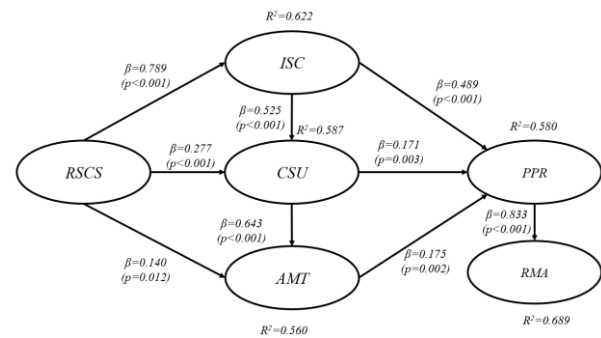 R²=0.622
ISC
β=0.789
(p<0.001)
β=0.489
(p<0.001)
β=0.525
(p<0.001)
R²=0.587
R²=0.580
β=0.277
(p<0.001)
β=0.171
(p=0.003)
RSCS
CSU
PPR
β=0.643
(p<0.001)
β=0.833
(p<0.001)
β=0.140
(p=0.012)
β=0.175
(p=0.002)
AMT
RMA
R²=0.560
R²=0.689